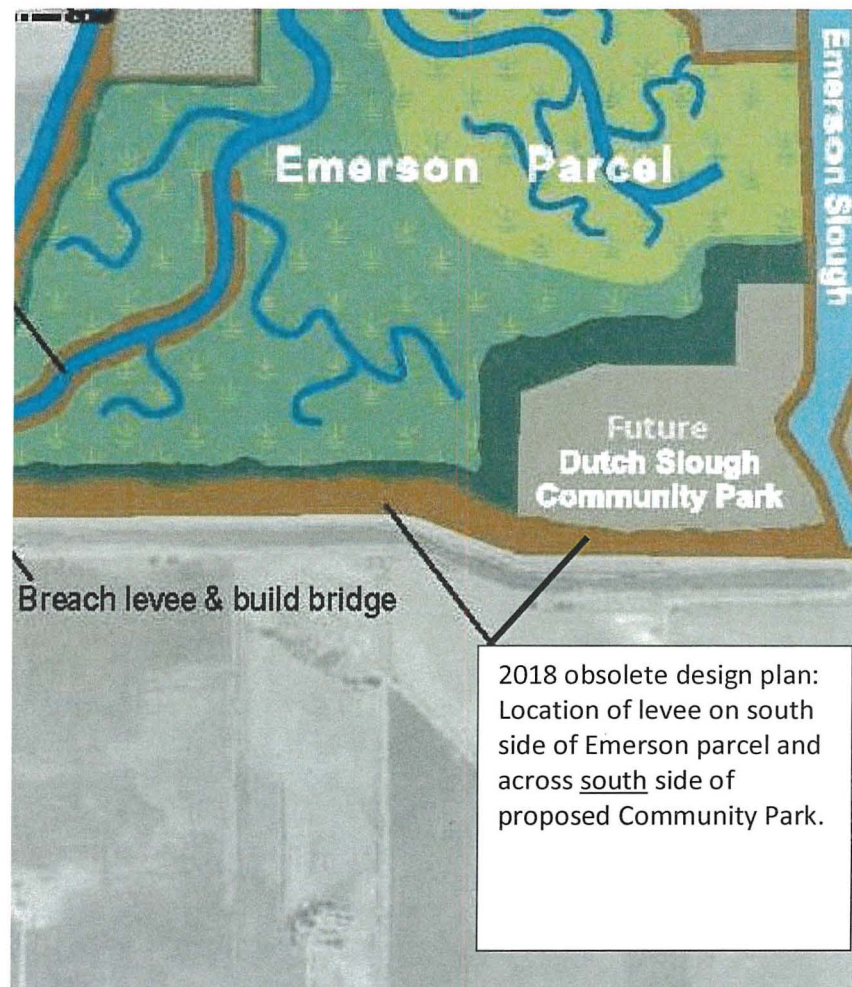 Emerson Parcel
Emerson Slough
Future
Dutch Slough
Community Park
Breach levee & build bridge
2018 obsolete design plan:
Location of levee on south
side of Emerson parcel and
across south side of
proposed Community Park.